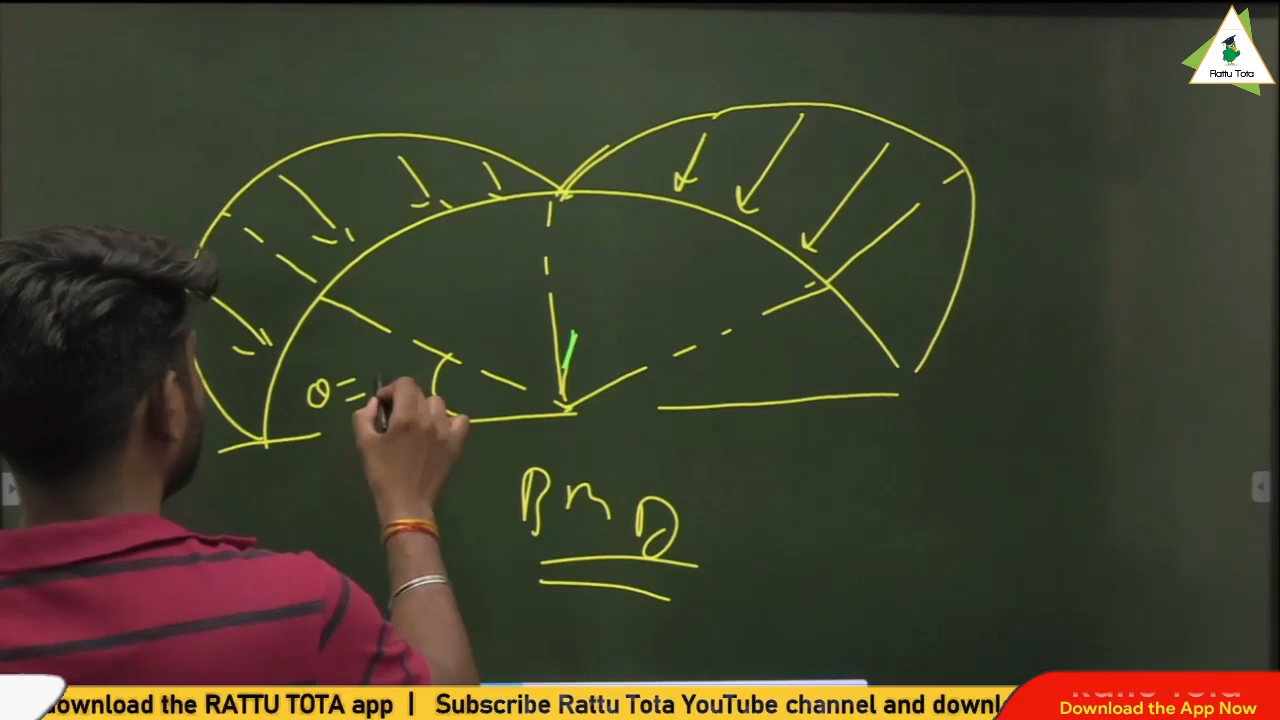 Rattu Tota
θ =
BMD
ownload the RATTU TOTA app | Subscribe Rattu Tota YouTube channel and downl
Download the App Now